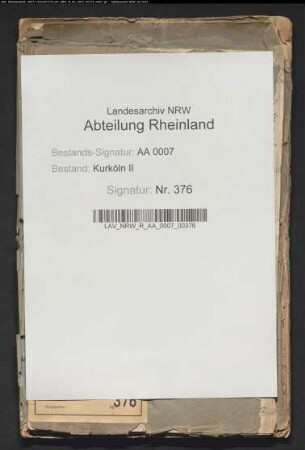 Landesarchiv NRW
Abteilung Rheinland
Bestands-Signatur: AA 0007
Bestand: Kurköln II
Signatur: Nr. 376
LAV_NRW_R_AA_0007_00376
376